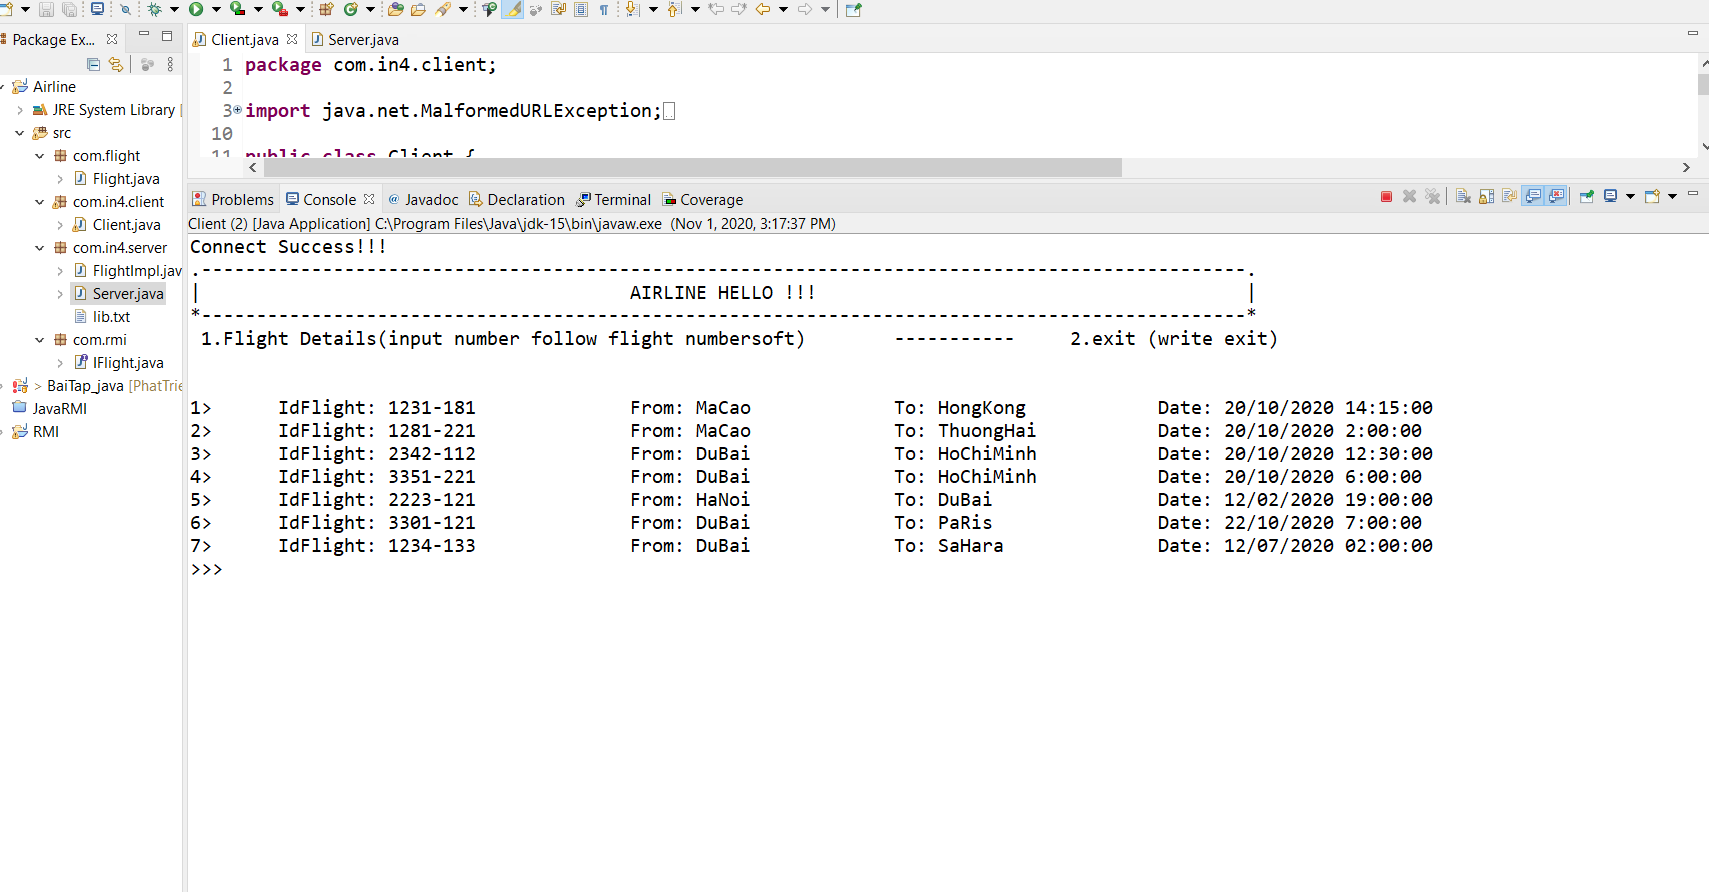 Package Ex...
Client.java
Server.java
1 package com.in4.client;
2
3 import java.net.MalformedURLException;
10
11 public class Client {
Airline
JRE System Library [
src
com.flight
Flight.java
com.in4.client
Client.java
com.in4.server
FlightImpl.jav
Server.java
lib.txt
com.rmi
IFlight.java
> BaiTap_java [PhatTrie
JavaRMI
RMI
Problems Console @ Javadoc Declaration Terminal Coverage
Client (2) [Java Application] C:\Program Files\Java\jdk-15\bin\javaw.exe (Nov 1, 2020, 3:17:37 PM)
Connect Success!!!
.-----------------------------------------------------------------------------------------------.
| AIRLINE HELLO !!! |
*-----------------------------------------------------------------------------------------------*
1.Flight Details(input number follow flight numbersoft) ----------- 2.exit (write exit)
1> IdFlight: 1231-181 From: MaCao To: HongKong Date: 20/10/2020 14:15:00
2> IdFlight: 1281-221 From: MaCao To: ThuongHai Date: 20/10/2020 2:00:00
3> IdFlight: 2342-112 From: DuBai To: HoChiMinh Date: 20/10/2020 12:30:00
4> IdFlight: 3351-221 From: DuBai To: HoChiMinh Date: 20/10/2020 6:00:00
5> IdFlight: 2223-121 From: HaNoi To: DuBai Date: 12/02/2020 19:00:00
6> IdFlight: 3301-121 From: DuBai To: PaRis Date: 22/10/2020 7:00:00
7> IdFlight: 1234-133 From: DuBai To: SaHara Date: 12/07/2020 02:00:00
>>>